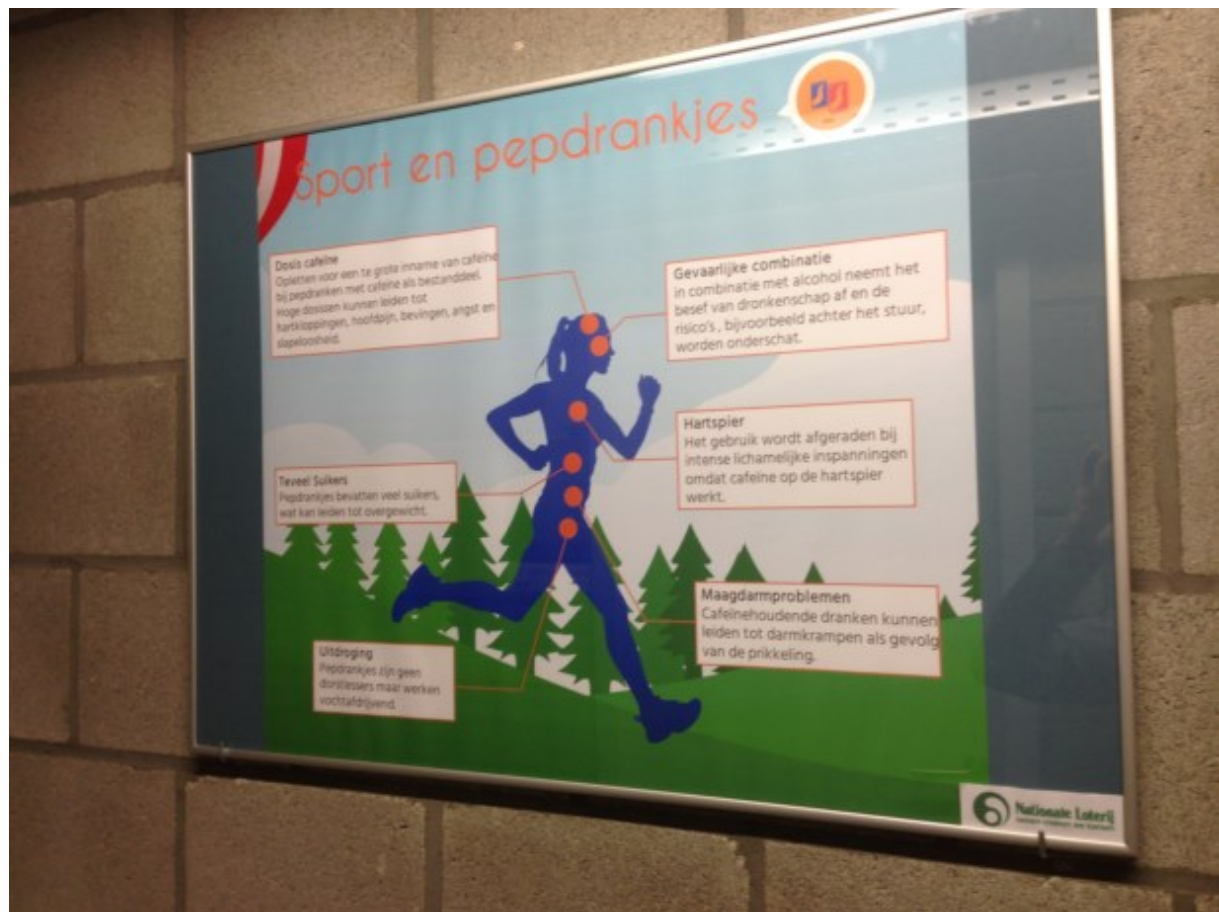 Sport en pepdrankjes
Dosis cafeïne
Opletten voor een te grote inname van cafeïne
bij pepdranken met cafeïne als bestanddeel.
Hoge dosissen kunnen leiden tot
hartkloppingen, hoofdpijn, bevingen, angst en
slapeloosheid.
Gevaarlijke combinatie
in combinatie met alcohol neemt het
besef van dronkenschap af en de
risico's , bijvoorbeeld achter het stuur,
worden onderschat.
Hartspier
Het gebruik wordt afgeraden bij
intense lichamelijke inspanningen
omdat cafeïne op de hartspier
werkt.
Teveel Suikers
Pepdrankjes bevatten veel suikers,
wat kan leiden tot overgewicht.
Maagdarmproblemen
Cafeïnehoudende dranken kunnen
leiden tot darmkrampen als gevolg
van de prikkeling.
Uitdroging
Pepdrankjes zijn geen
dorstlessers maar werken
vochtafdrijvend.
Nationale Loterij